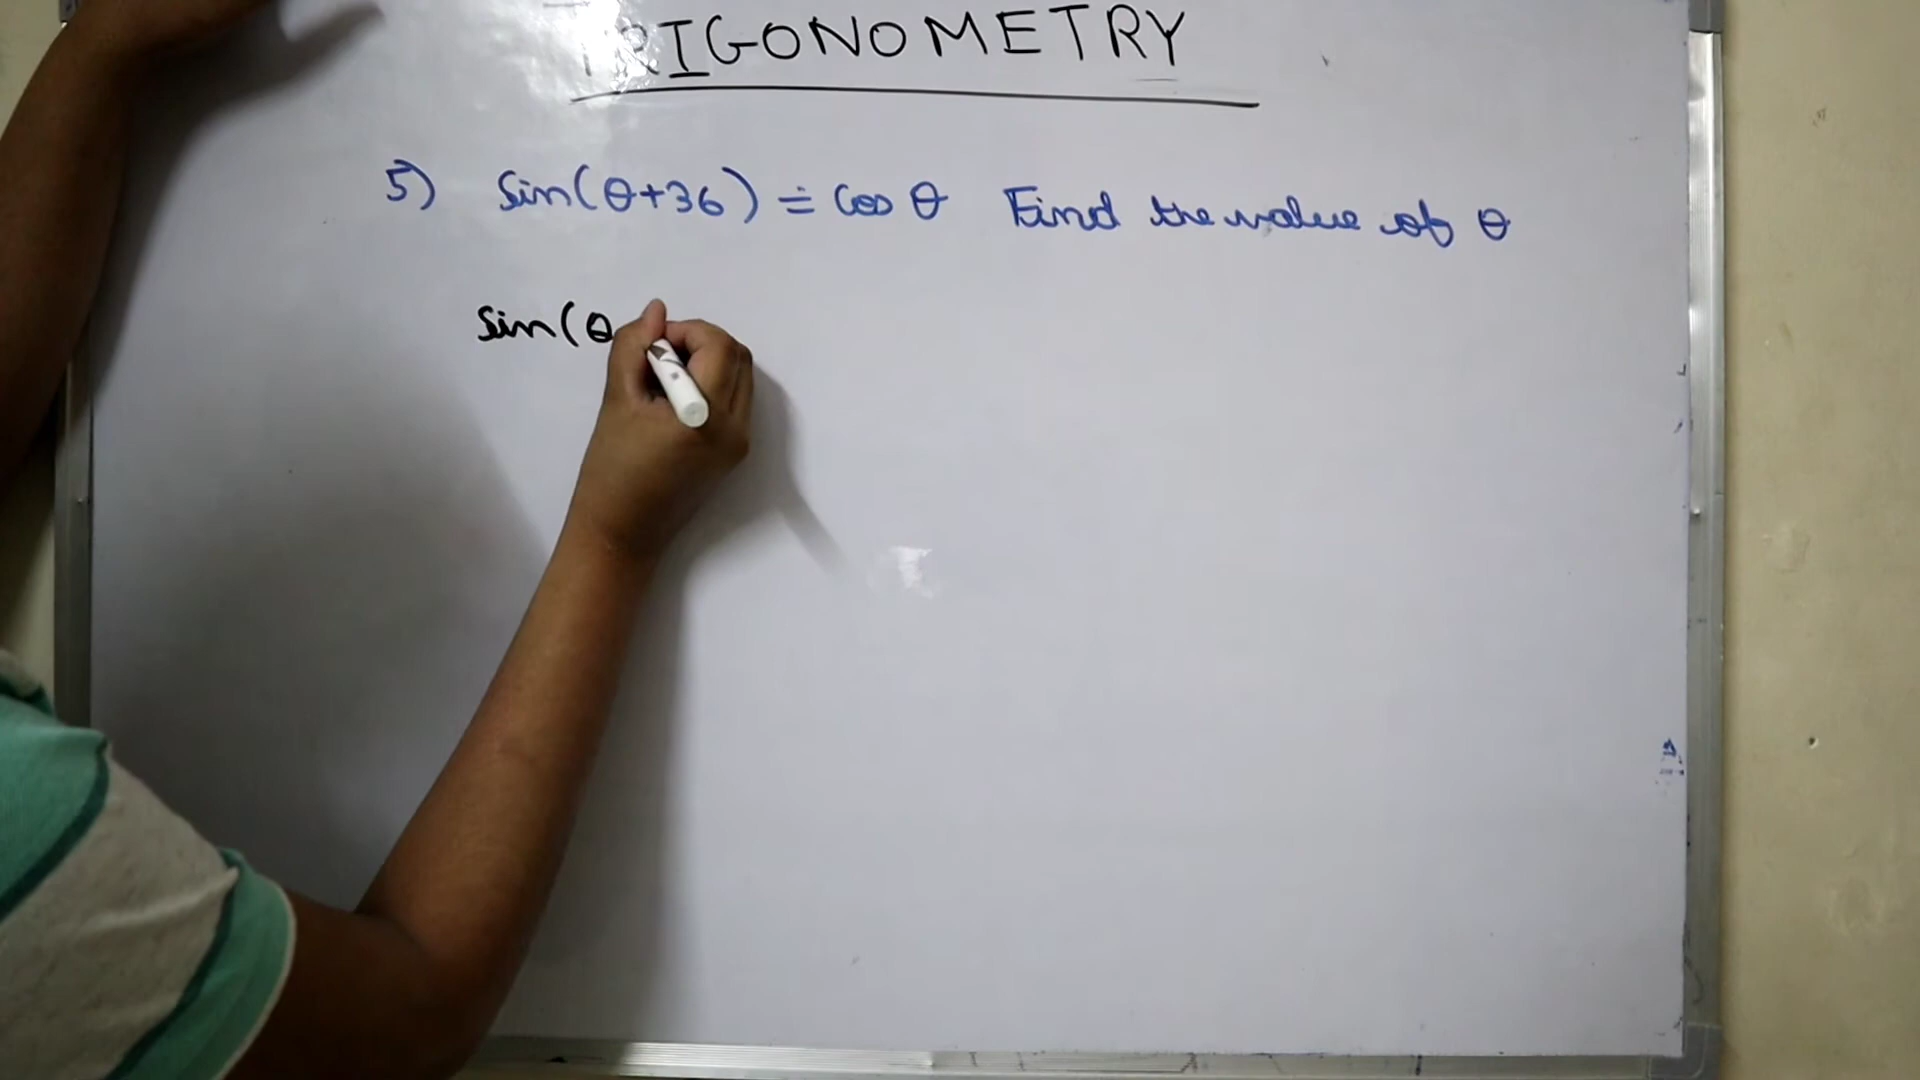 TRIGONOMETRY
5) Sin(θ+36) = Cos θ Find the value of θ
Sin(θ